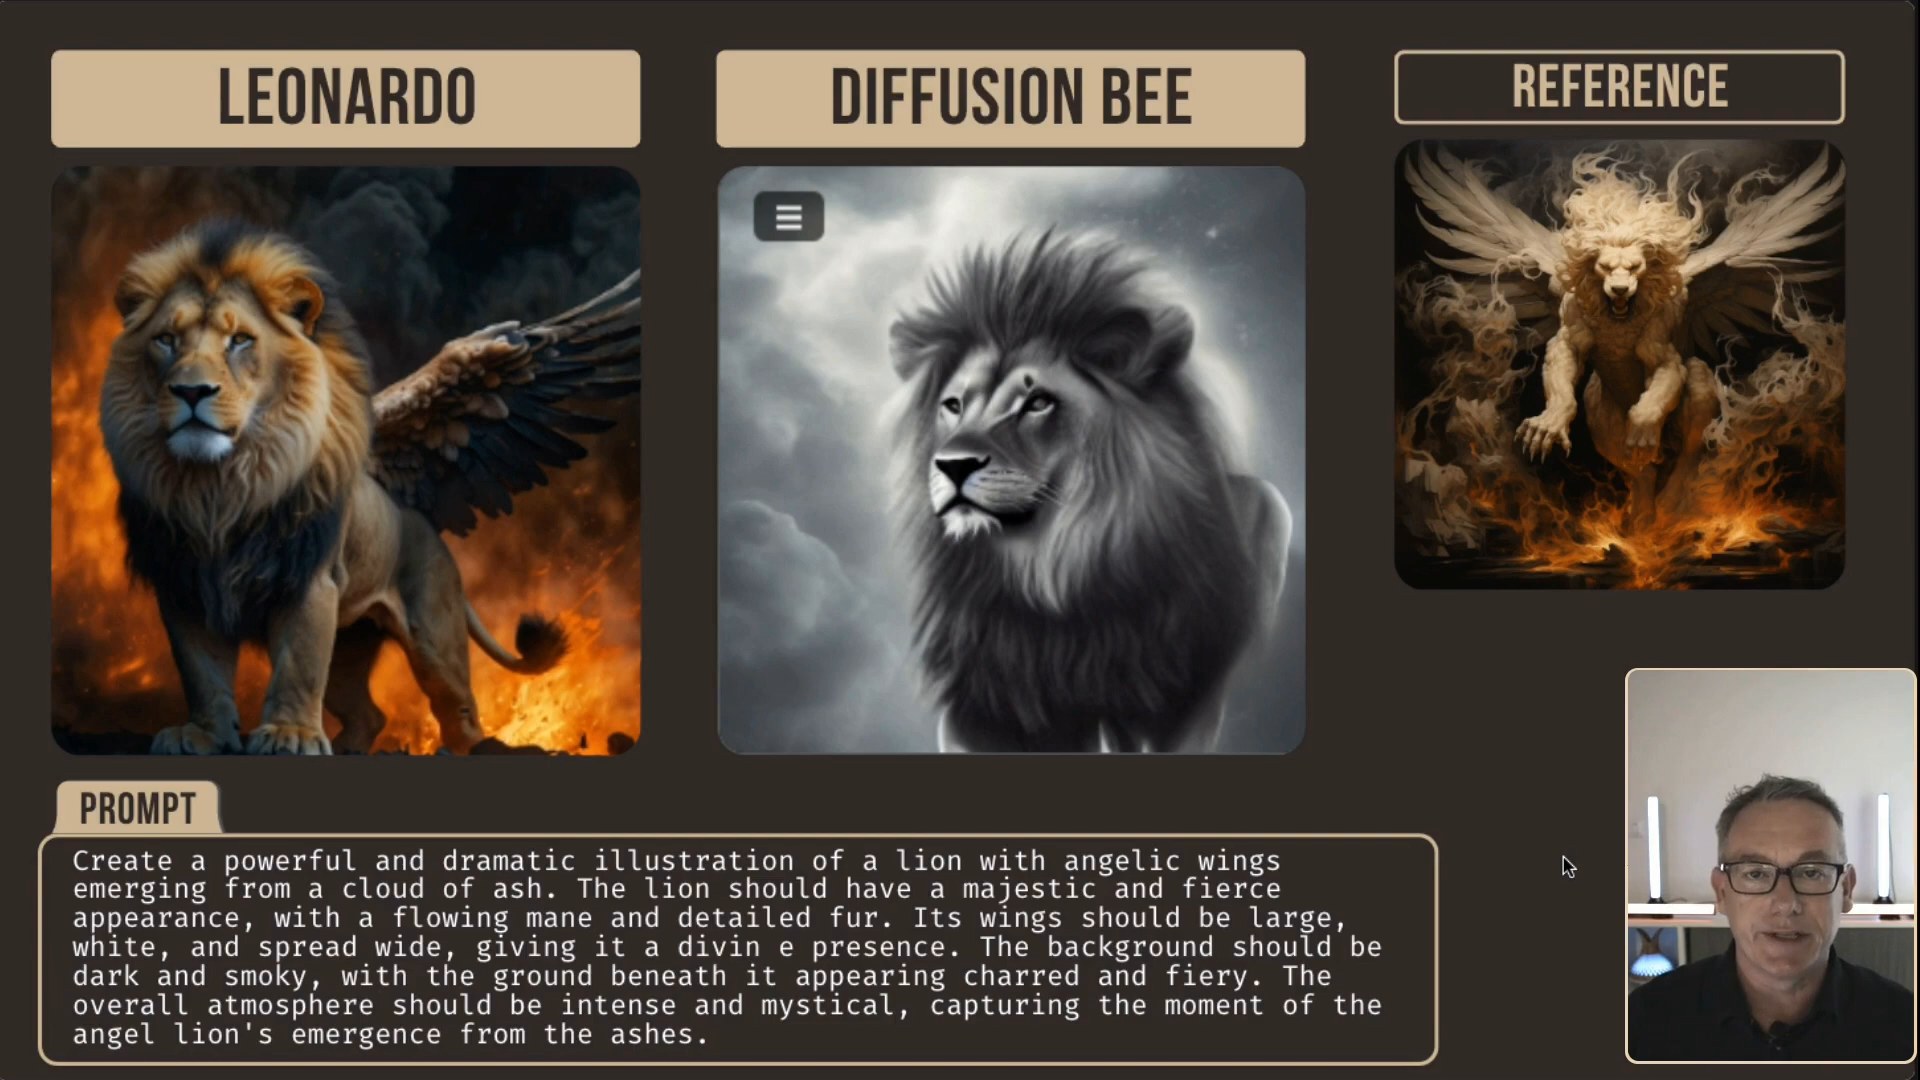 LEONARDO
DIFFUSION BEE
REFERENCE
PROMPT
Create a powerful and dramatic illustration of a lion with angelic wings
emerging from a cloud of ash. The lion should have a majestic and fierce
appearance, with a flowing mane and detailed fur. Its wings should be large,
white, and spread wide, giving it a divin e presence. The background should be
dark and smoky, with the ground beneath it appearing charred and fiery. The
overall atmosphere should be intense and mystical, capturing the moment of the
angel lion's emergence from the ashes.